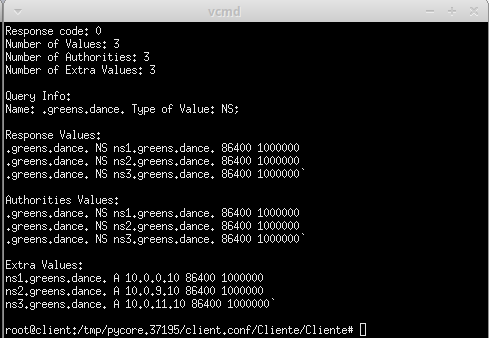 vcmd
Response code: 0
Number of Values: 3
Number of Authorities: 3
Number of Extra Values: 3
Query Info:
Name: .greens.dance. Type of Value: NS;
Response Values:
.greens.dance. NS ns1.greens.dance. 86400 1000000
.greens.dance. NS ns2.greens.dance. 86400 1000000
.greens.dance. NS ns3.greens.dance. 86400 1000000`
Authorities Values:
.greens.dance. NS ns1.greens.dance. 86400 1000000
.greens.dance. NS ns2.greens.dance. 86400 1000000
.greens.dance. NS ns3.greens.dance. 86400 1000000`
Extra Values:
ns1.greens.dance. A 10.0.0.10 86400 1000000
ns2.greens.dance. A 10.0.9.10 86400 1000000
ns3.greens.dance. A 10.0.11.10 86400 1000000`
root@client:/tmp/pycore.37195/client.conf/Cliente/Cliente#